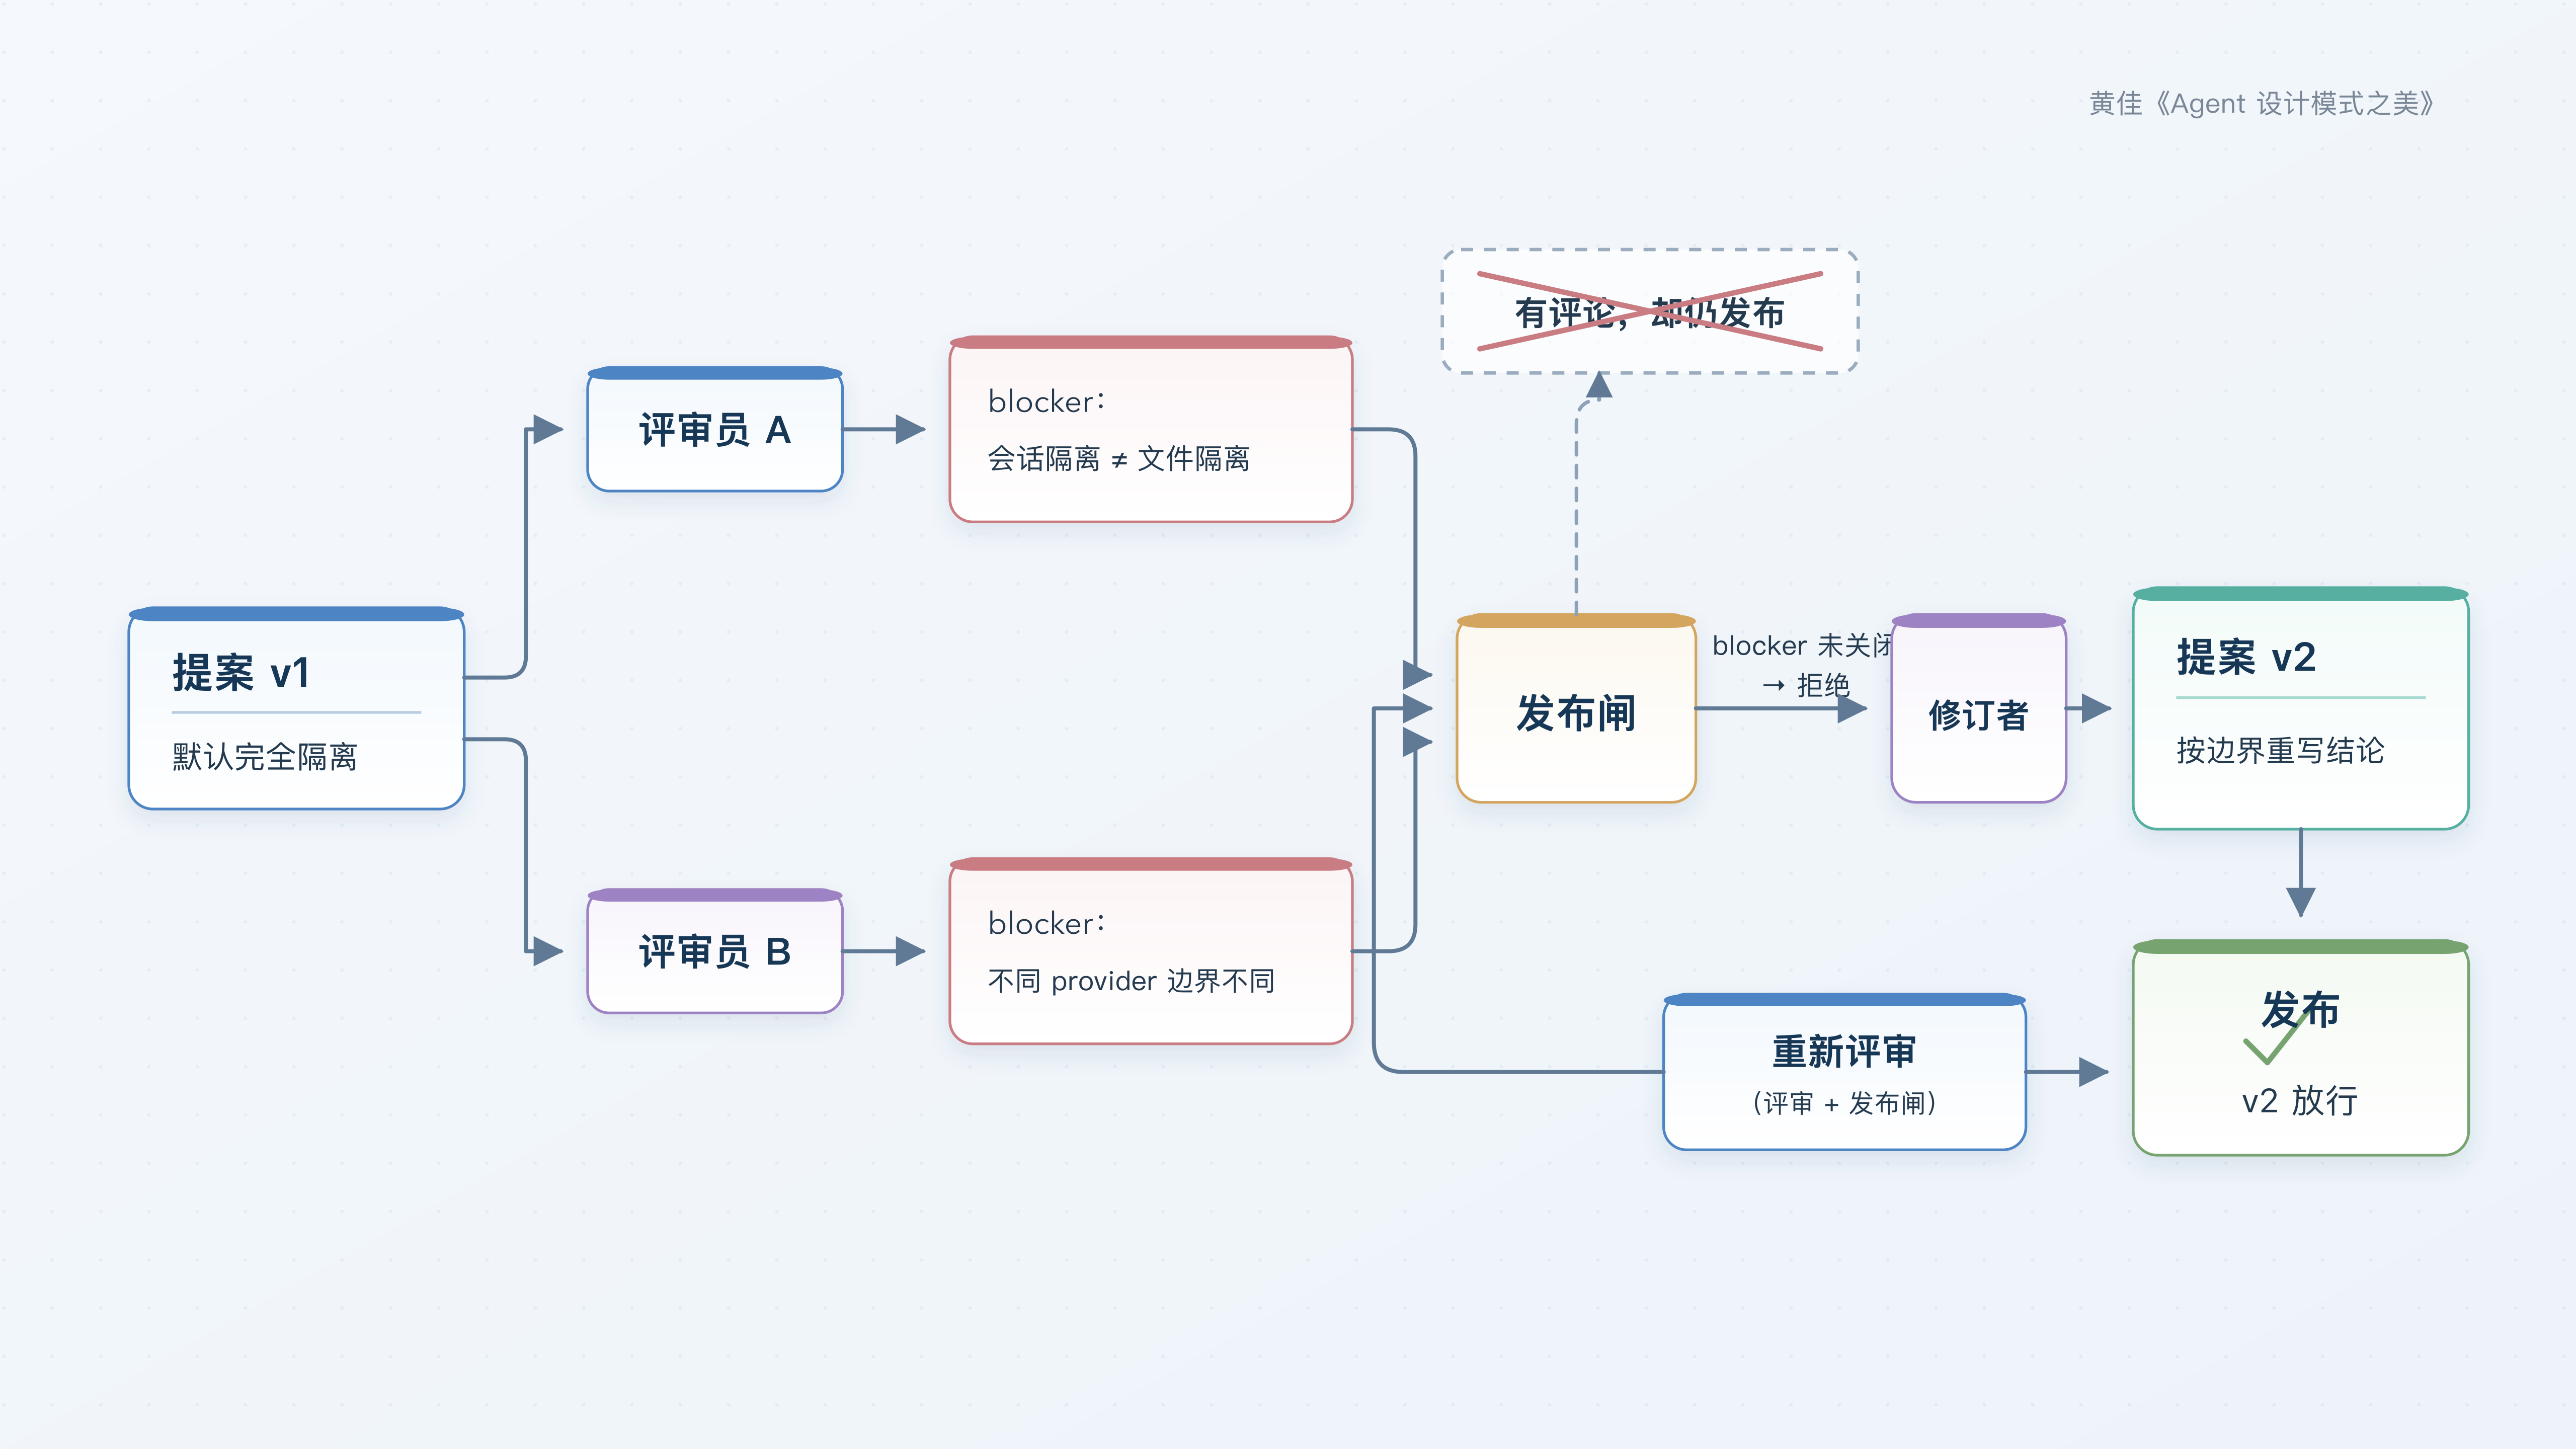 黄佳《Agent 设计模式之美》
有评论，却仍发布
评审员 A
blocker：
会话隔离 ≠ 文件隔离
提案 v1
默认完全隔离
发布闸
blocker 未关闭
→ 拒绝
修订者
提案 v2
按边界重写结论
评审员 B
blocker：
不同 provider 边界不同
重新评审
（评审 + 发布闸）
发布
v2 放行